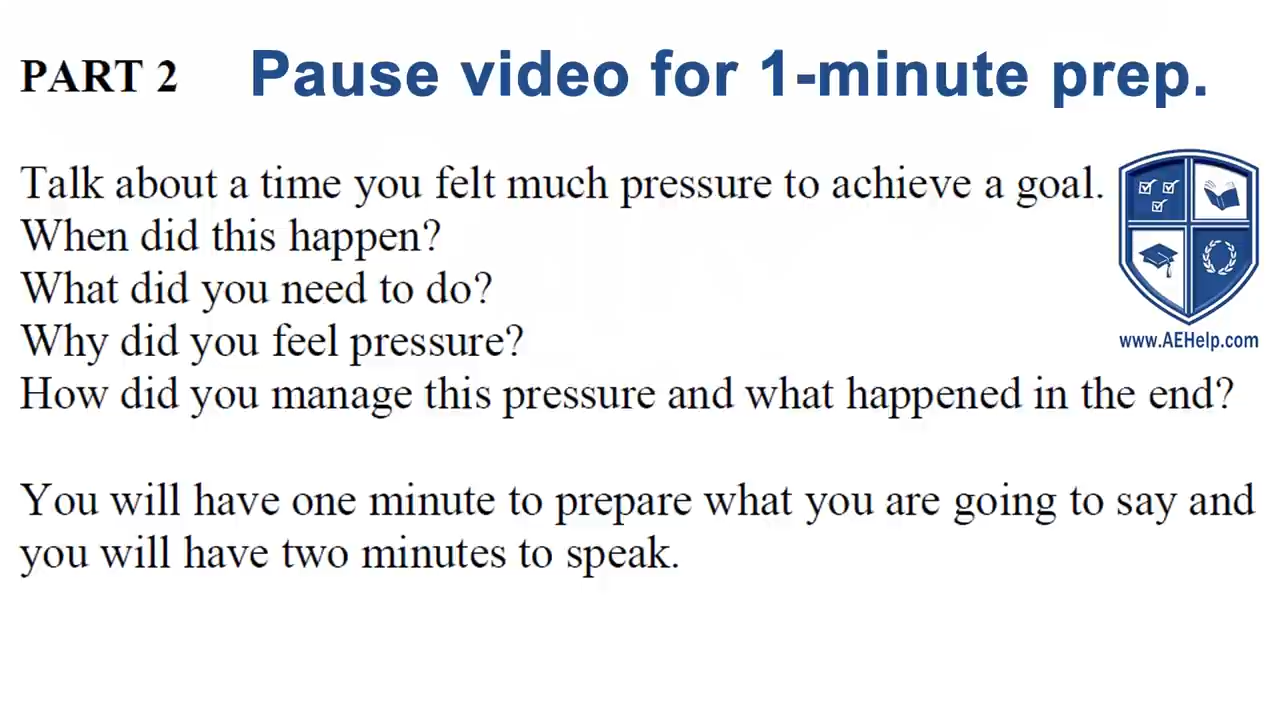 PART 2 Pause video for 1-minute prep.
Talk about a time you felt much pressure to achieve a goal.
When did this happen?
What did you need to do?
Why did you feel pressure?
www.AEHelp.com
How did you manage this pressure and what happened in the end?
You will have one minute to prepare what you are going to say and
you will have two minutes to speak.